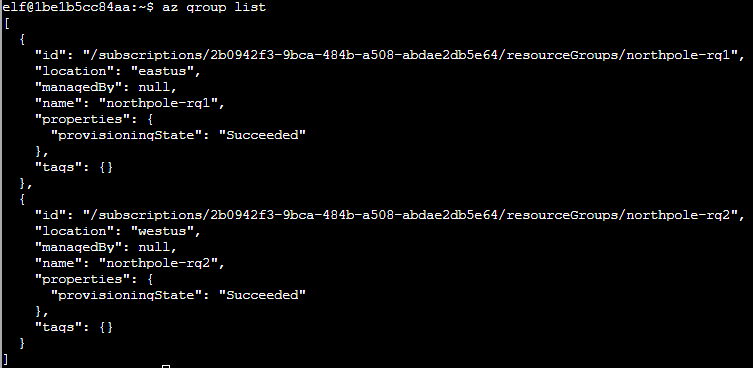 elf@1be1b5cc84aa:~$ az group list
[
  {
    "id": "/subscriptions/2b0942f3-9bca-484b-a508-abdae2db5e64/resourceGroups/northpole-rg1",
    "location": "eastus",
    "managedBy": null,
    "name": "northpole-rg1",
    "properties": {
      "provisioningState": "Succeeded"
    },
    "tags": {}
  },
  {
    "id": "/subscriptions/2b0942f3-9bca-484b-a508-abdae2db5e64/resourceGroups/northpole-rg2",
    "location": "westus",
    "managedBy": null,
    "name": "northpole-rg2",
    "properties": {
      "provisioningState": "Succeeded"
    },
    "tags": {}
  }
]